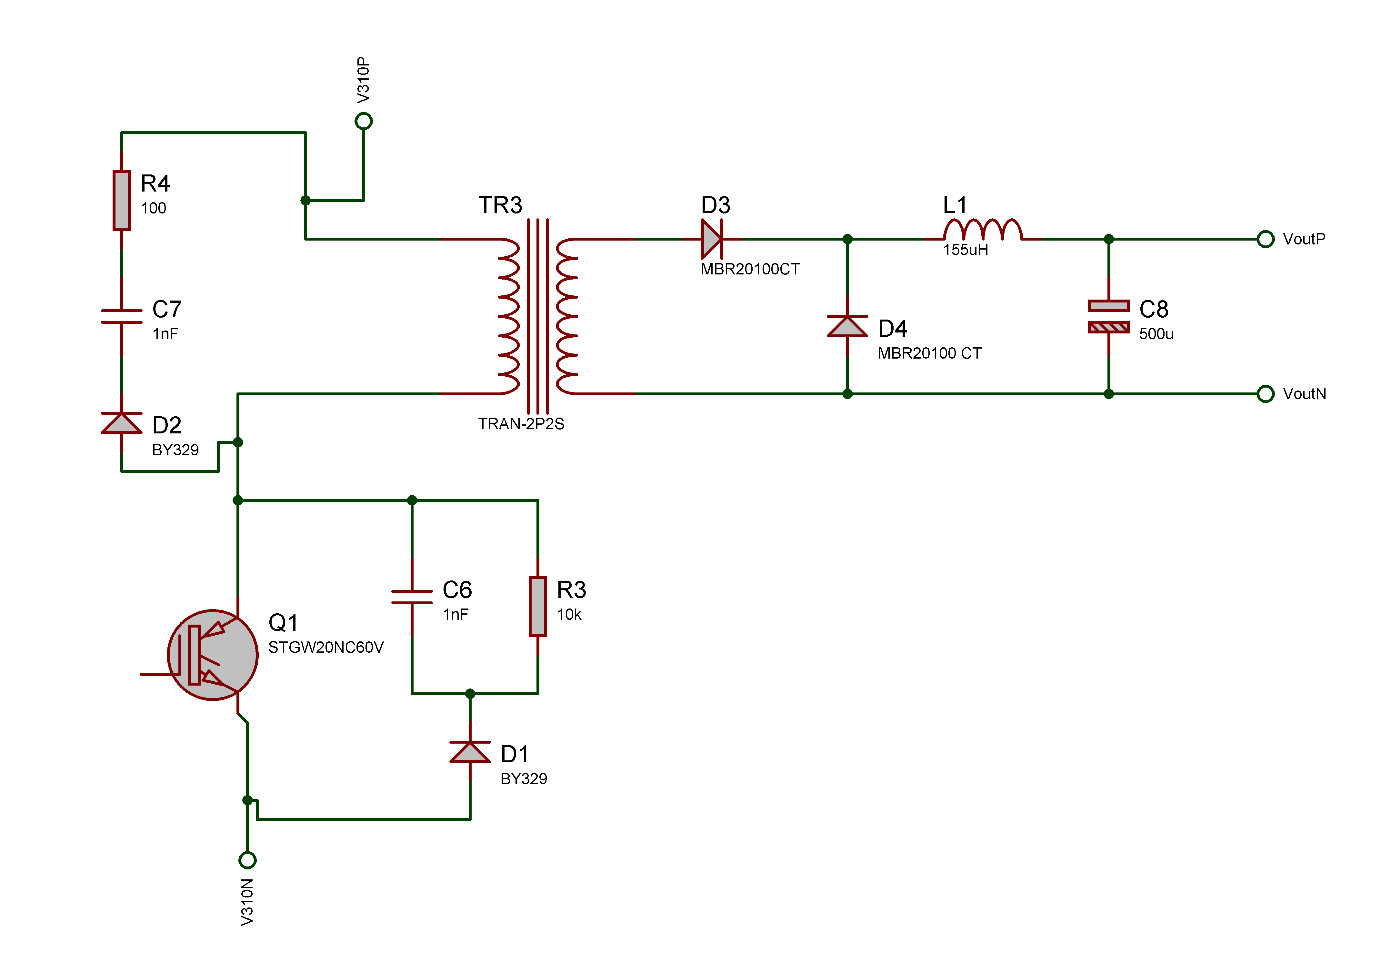 V310P
R4
100
C7
1nF
D2
BY329
TR3
TRAN-2P2S
D3
MBR20100CT
L1
155uH
D4
MBR20100 CT
C8
500u
VoutP
VoutN
C6
1nF
R3
10k
Q1
STGW20NC60V
D1
BY329
V310N